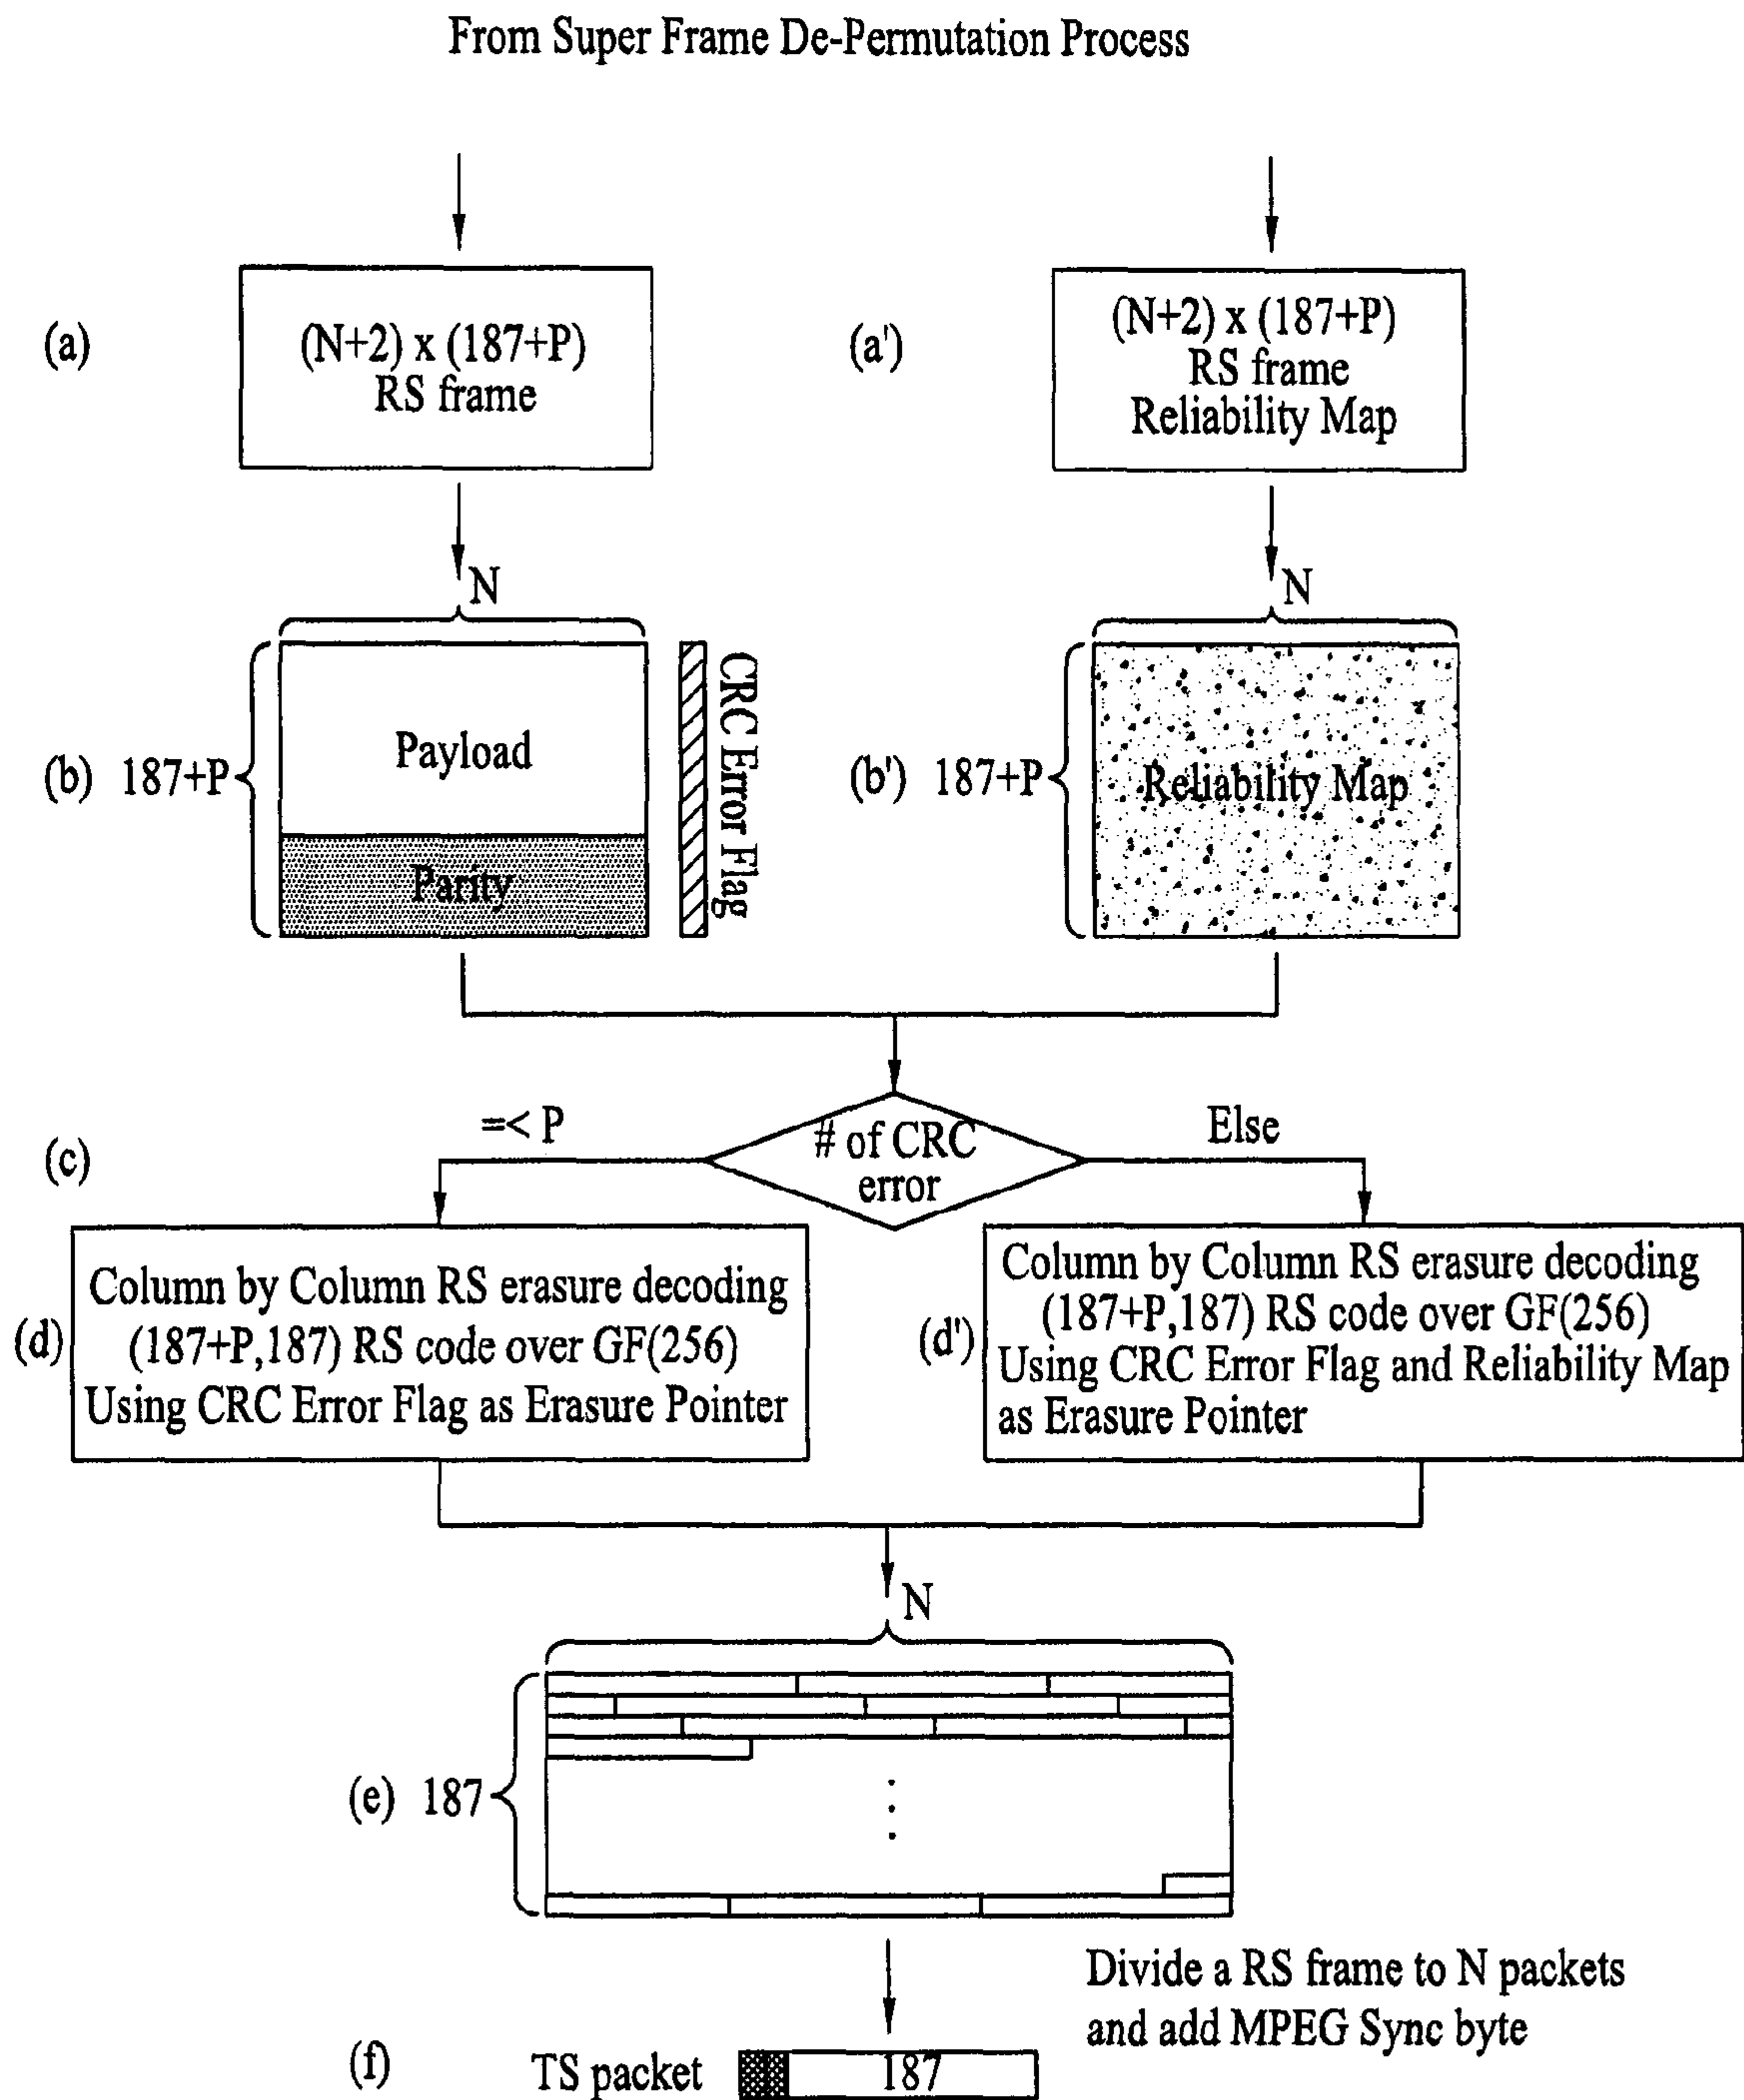 From Super Frame De-Permutation Process
(a)
(N+2) x (187+P)
RS frame
(a')
(N+2) x (187+P)
RS frame
Reliability Map
N
N
(b)
187+P
Payload
Parity
CRC Error Flag
(b')
187+P
Reliability Map
(c)
=< P
# of CRC
error
Else
(d)
Column by Column RS erasure decoding
(187+P,187) RS code over GF(256)
Using CRC Error Flag as Erasure Pointer
(d')
Column by Column RS erasure decoding
(187+P,187) RS code over GF(256)
Using CRC Error Flag and Reliability Map
as Erasure Pointer
N
(e)
187
Divide a RS frame to N packets
and add MPEG Sync byte
(f)
TS packet
187